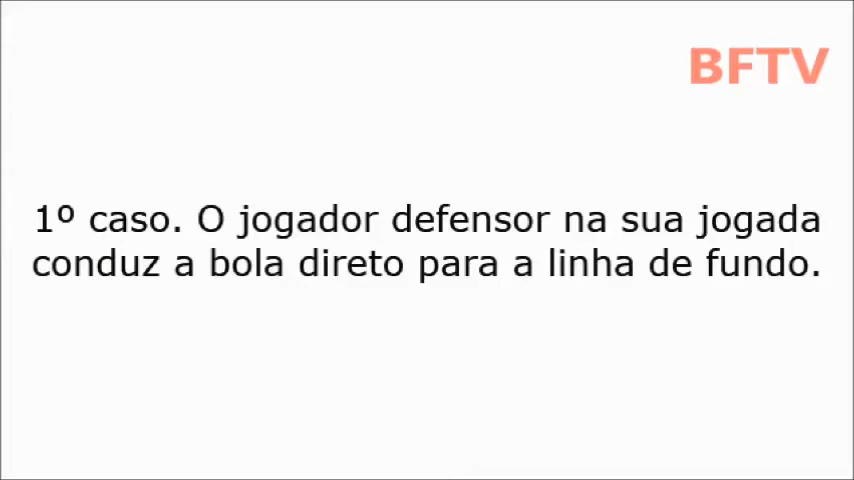 BFTV
1º caso. O jogador defensor na sua jogada
conduz a bola direto para a linha de fundo.